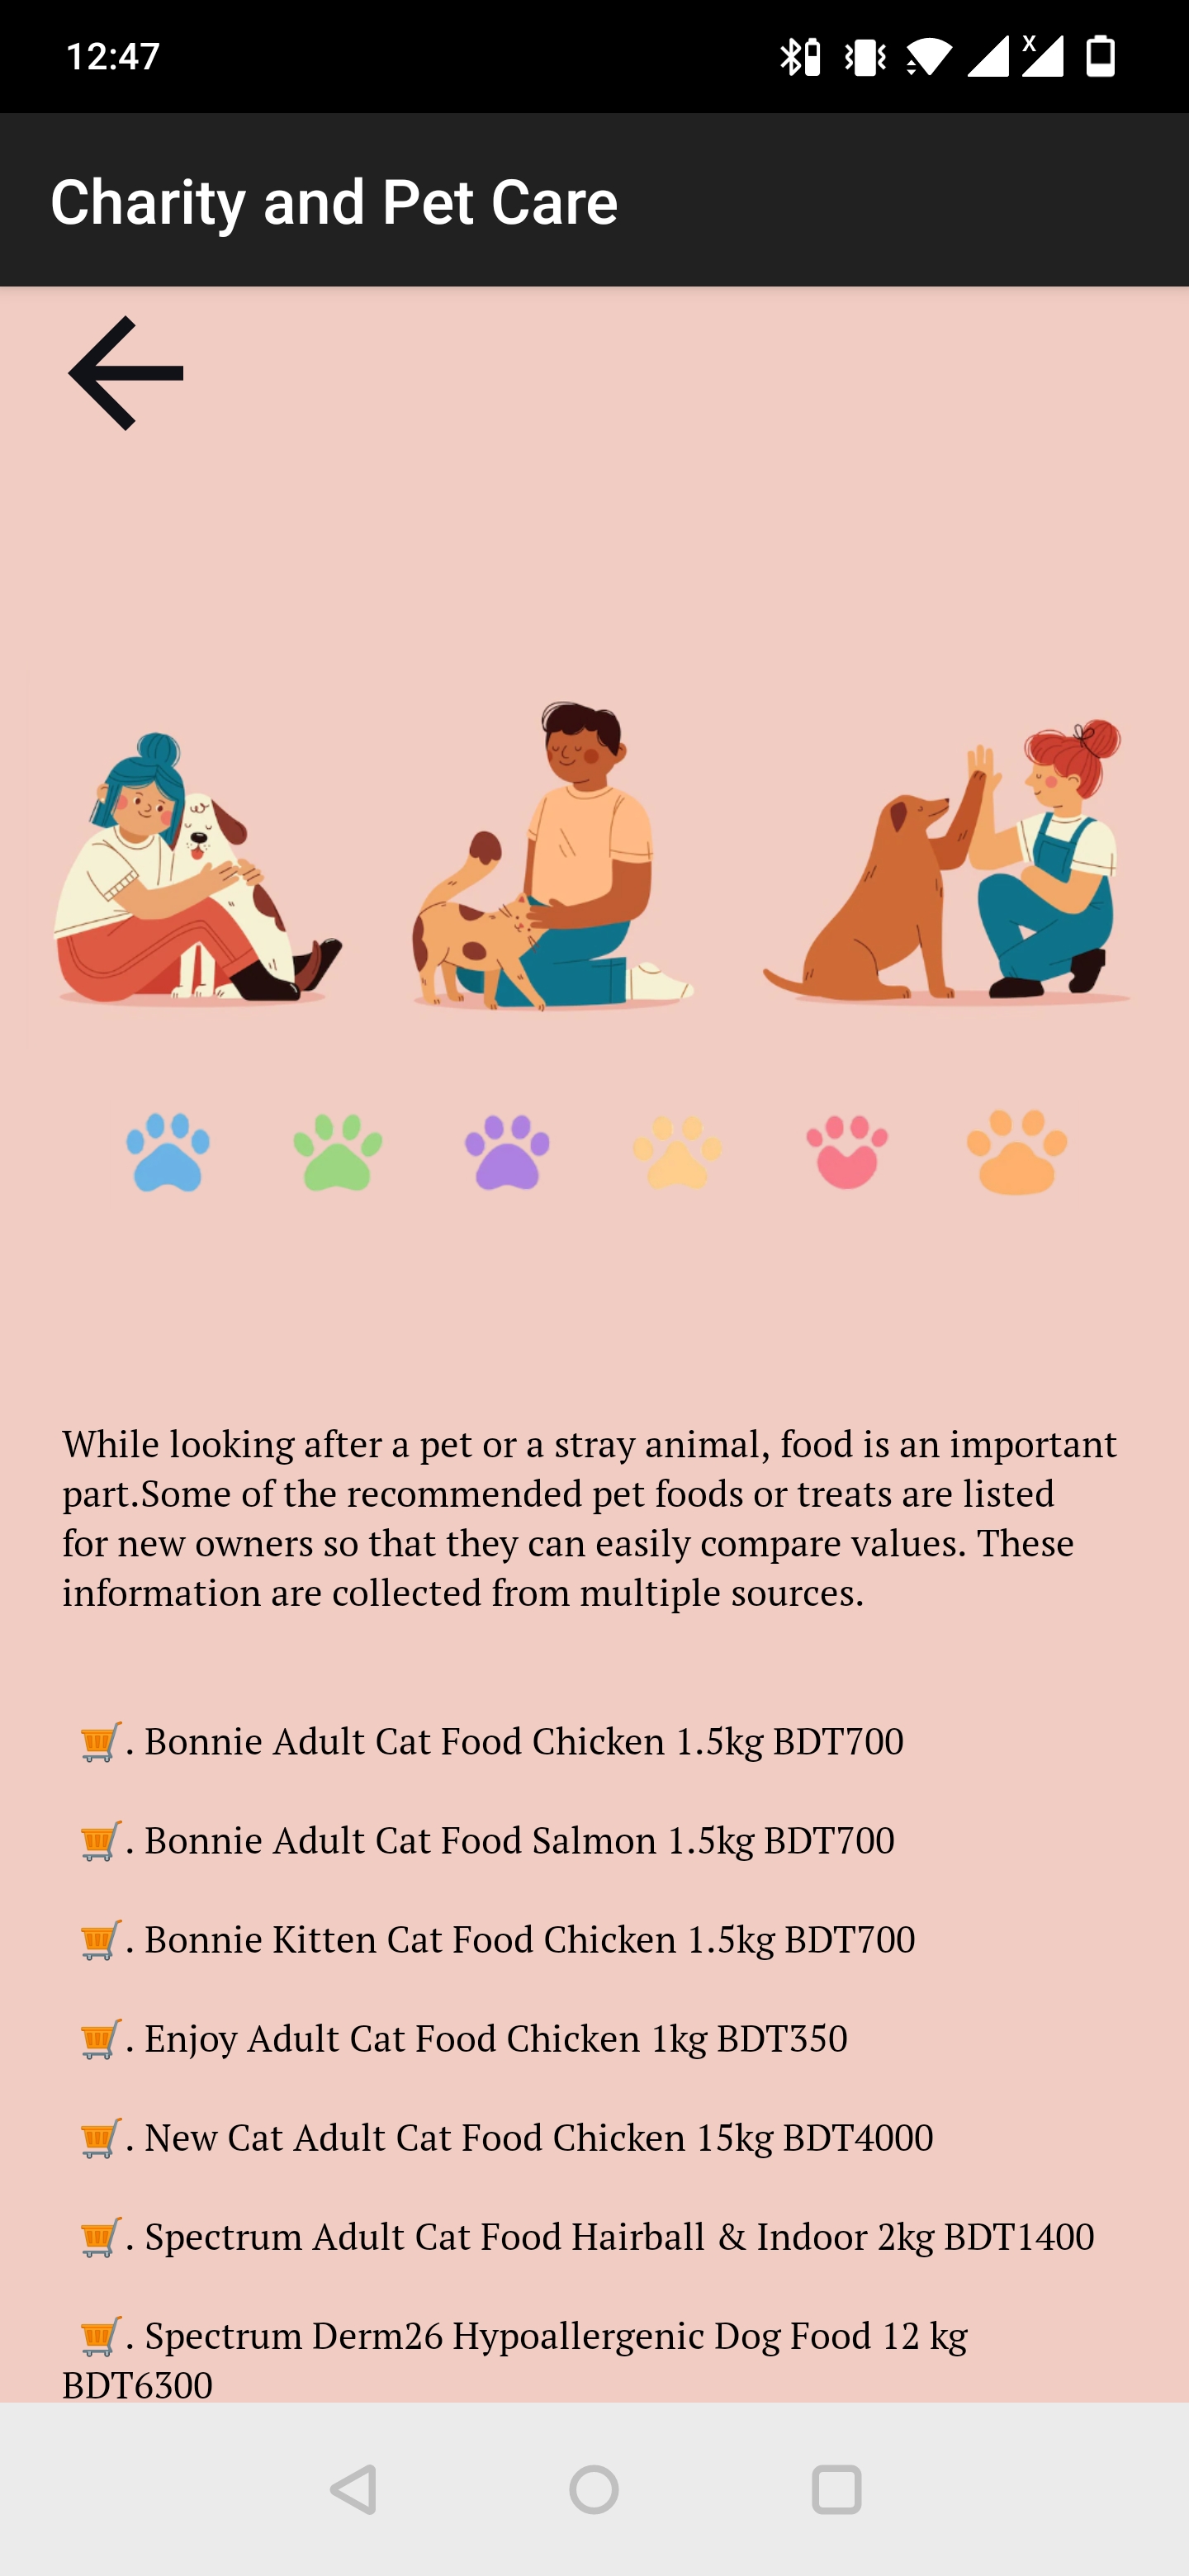 12:47
X
Charity and Pet Care
While looking after a pet or a stray animal, food is an important
part.Some of the recommended pet foods or treats are listed
for new owners so that they can easily compare values. These
information are collected from multiple sources.
🛒. Bonnie Adult Cat Food Chicken 1.5kg BDT700
🛒. Bonnie Adult Cat Food Salmon 1.5kg BDT700
🛒. Bonnie Kitten Cat Food Chicken 1.5kg BDT700
🛒. Enjoy Adult Cat Food Chicken 1kg BDT350
🛒. New Cat Adult Cat Food Chicken 15kg BDT4000
🛒. Spectrum Adult Cat Food Hairball & Indoor 2kg BDT1400
🛒. Spectrum Derm26 Hypoallergenic Dog Food 12 kg
BDT6300